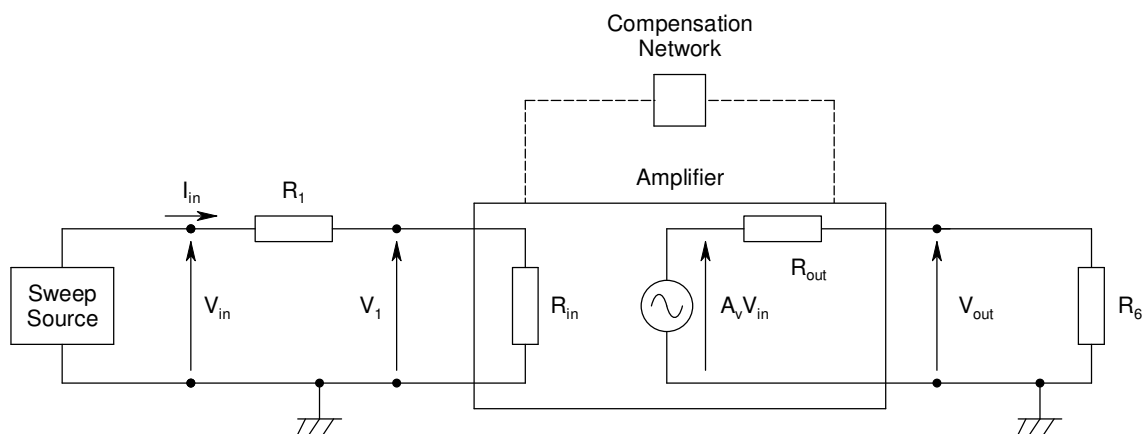 Compensation
Network
Amplifier
I_in
R_1
R_out
Sweep
Source
V_in
V_1
R_in
A_vV_in
V_out
R_6